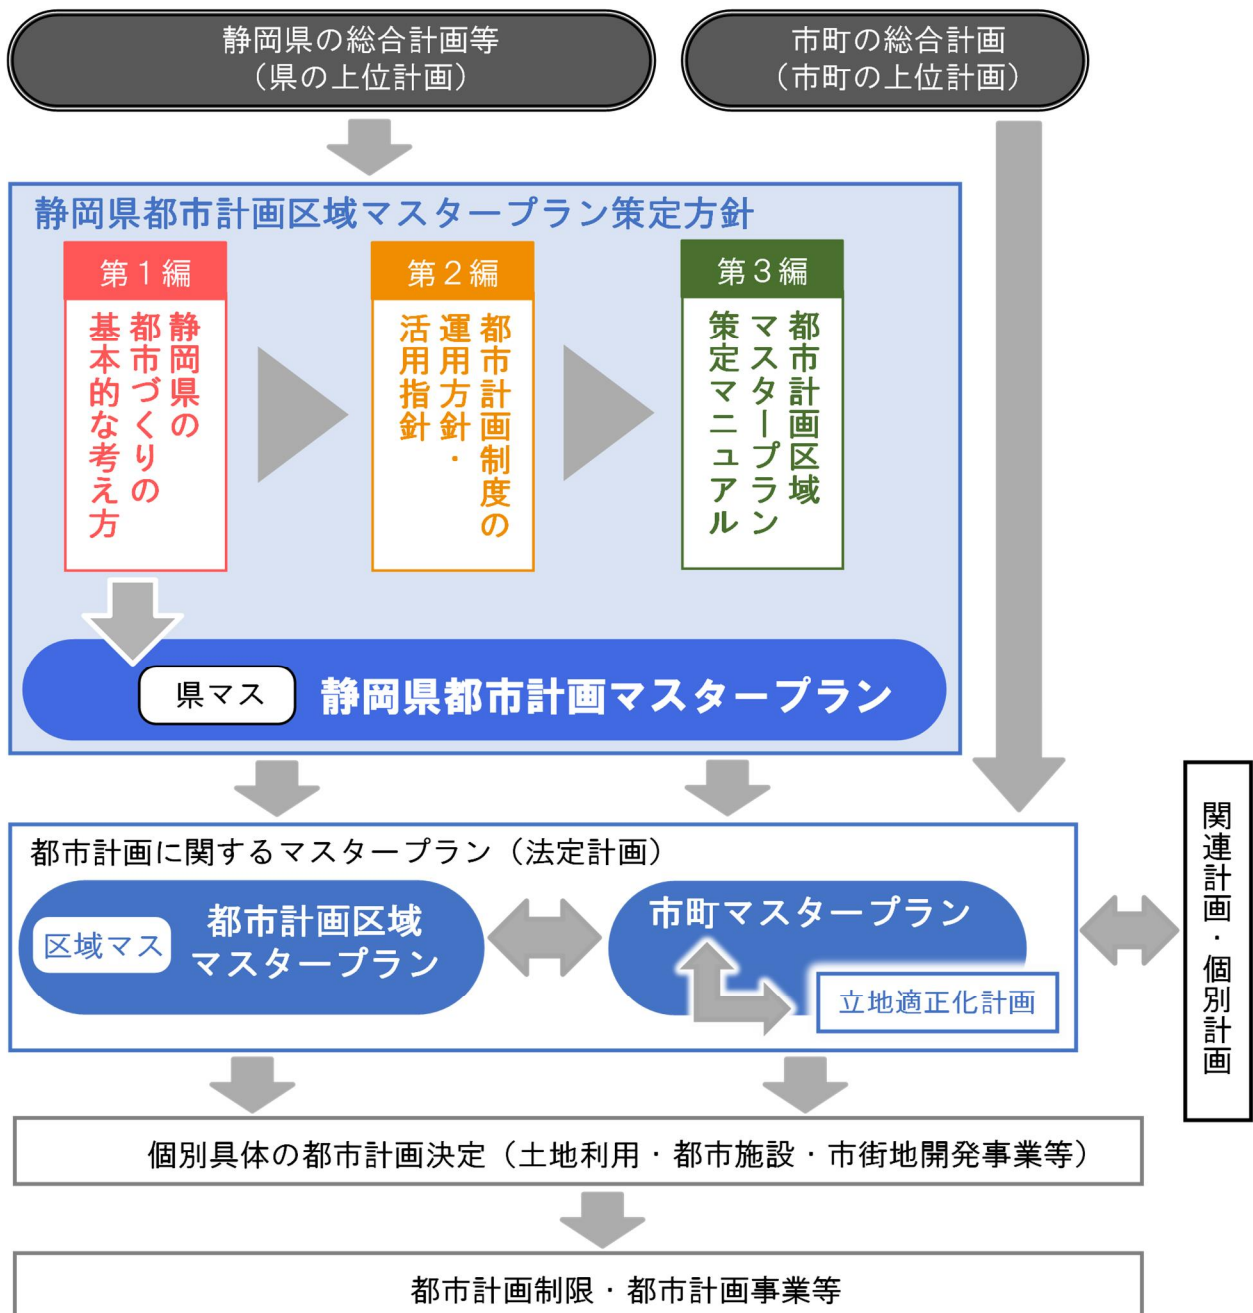 静岡県の総合計画等
（県の上位計画）
市町の総合計画
（市町の上位計画）
静岡県都市計画区域マスタープラン策定方針
第１編
静岡県の
都市づくりの
基本的な考え方
第２編
都市計画制度の
運用方針・
活用指針
第３編
都市計画区域
マスタープラン
策定マニュアル
県マス
静岡県都市計画マスタープラン
都市計画に関するマスタープラン（法定計画）
区域マス
都市計画区域
マスタープラン
市町マスタープラン
立地適正化計画
関連計画・個別計画
個別具体の都市計画決定（土地利用・都市施設・市街地開発事業等）
都市計画制限・都市計画事業等